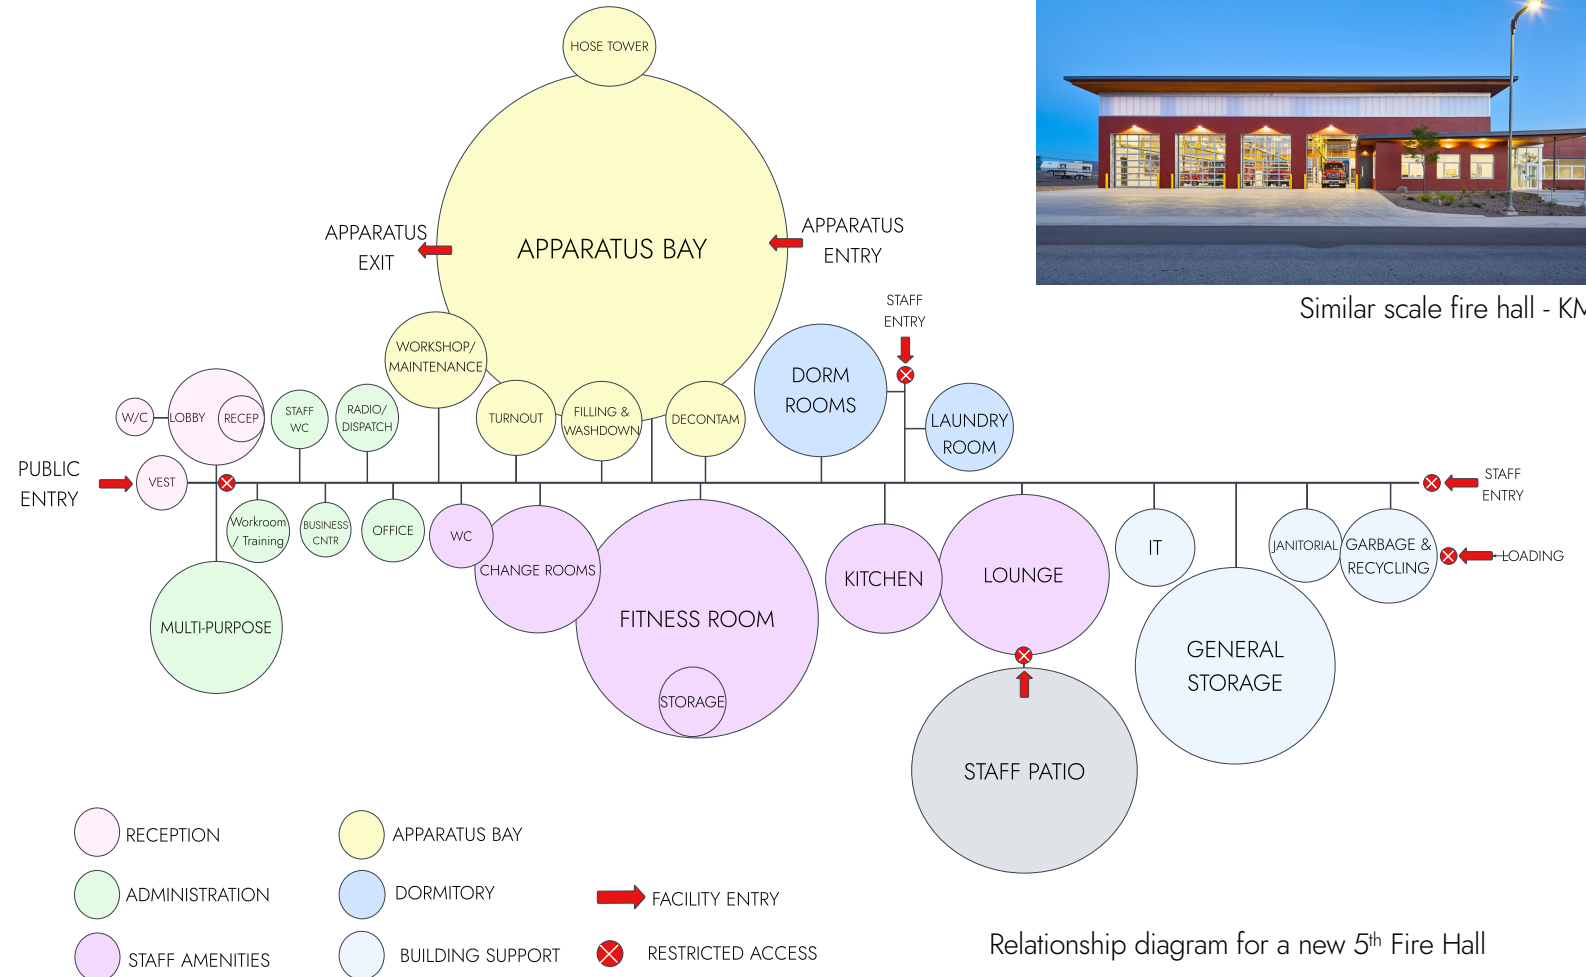 HOSE TOWER
APPARATUS
EXIT
APPARATUS BAY
APPARATUS
ENTRY
Similar scale fire hall - KM
STAFF
ENTRY
WORKSHOP/
MAINTENANCE
DORM
ROOMS
LAUNDRY
ROOM
W/C
LOBBY
RECEP
STAFF
WC
RADIO/
DISPATCH
TURNOUT
FILLING &
WASHDOWN
DECONTAM
PUBLIC
ENTRY
VEST
STAFF
ENTRY
Workroom
/ Training
BUSINESS
CNTR
OFFICE
WC
CHANGE ROOMS
FITNESS ROOM
STORAGE
KITCHEN
LOUNGE
IT
JANITORIAL
GARBAGE &
RECYCLING
LOADING
MULTI-PURPOSE
GENERAL
STORAGE
STAFF PATIO
RECEPTION
ADMINISTRATION
STAFF AMENITIES
APPARATUS BAY
DORMITORY
BUILDING SUPPORT
FACILITY ENTRY
RESTRICTED ACCESS
Relationship diagram for a new 5th Fire Hall